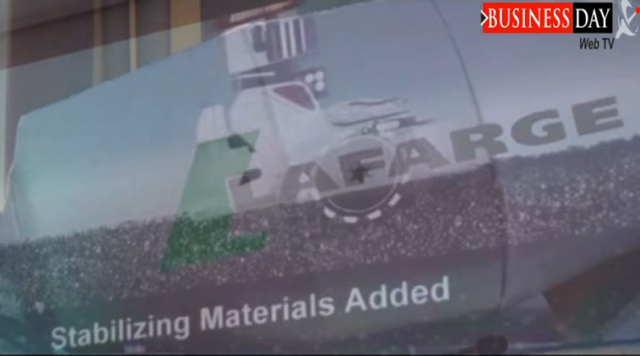 BUSINESS DAY
Web TV
LAFARGE
Stabilizing Materials Added